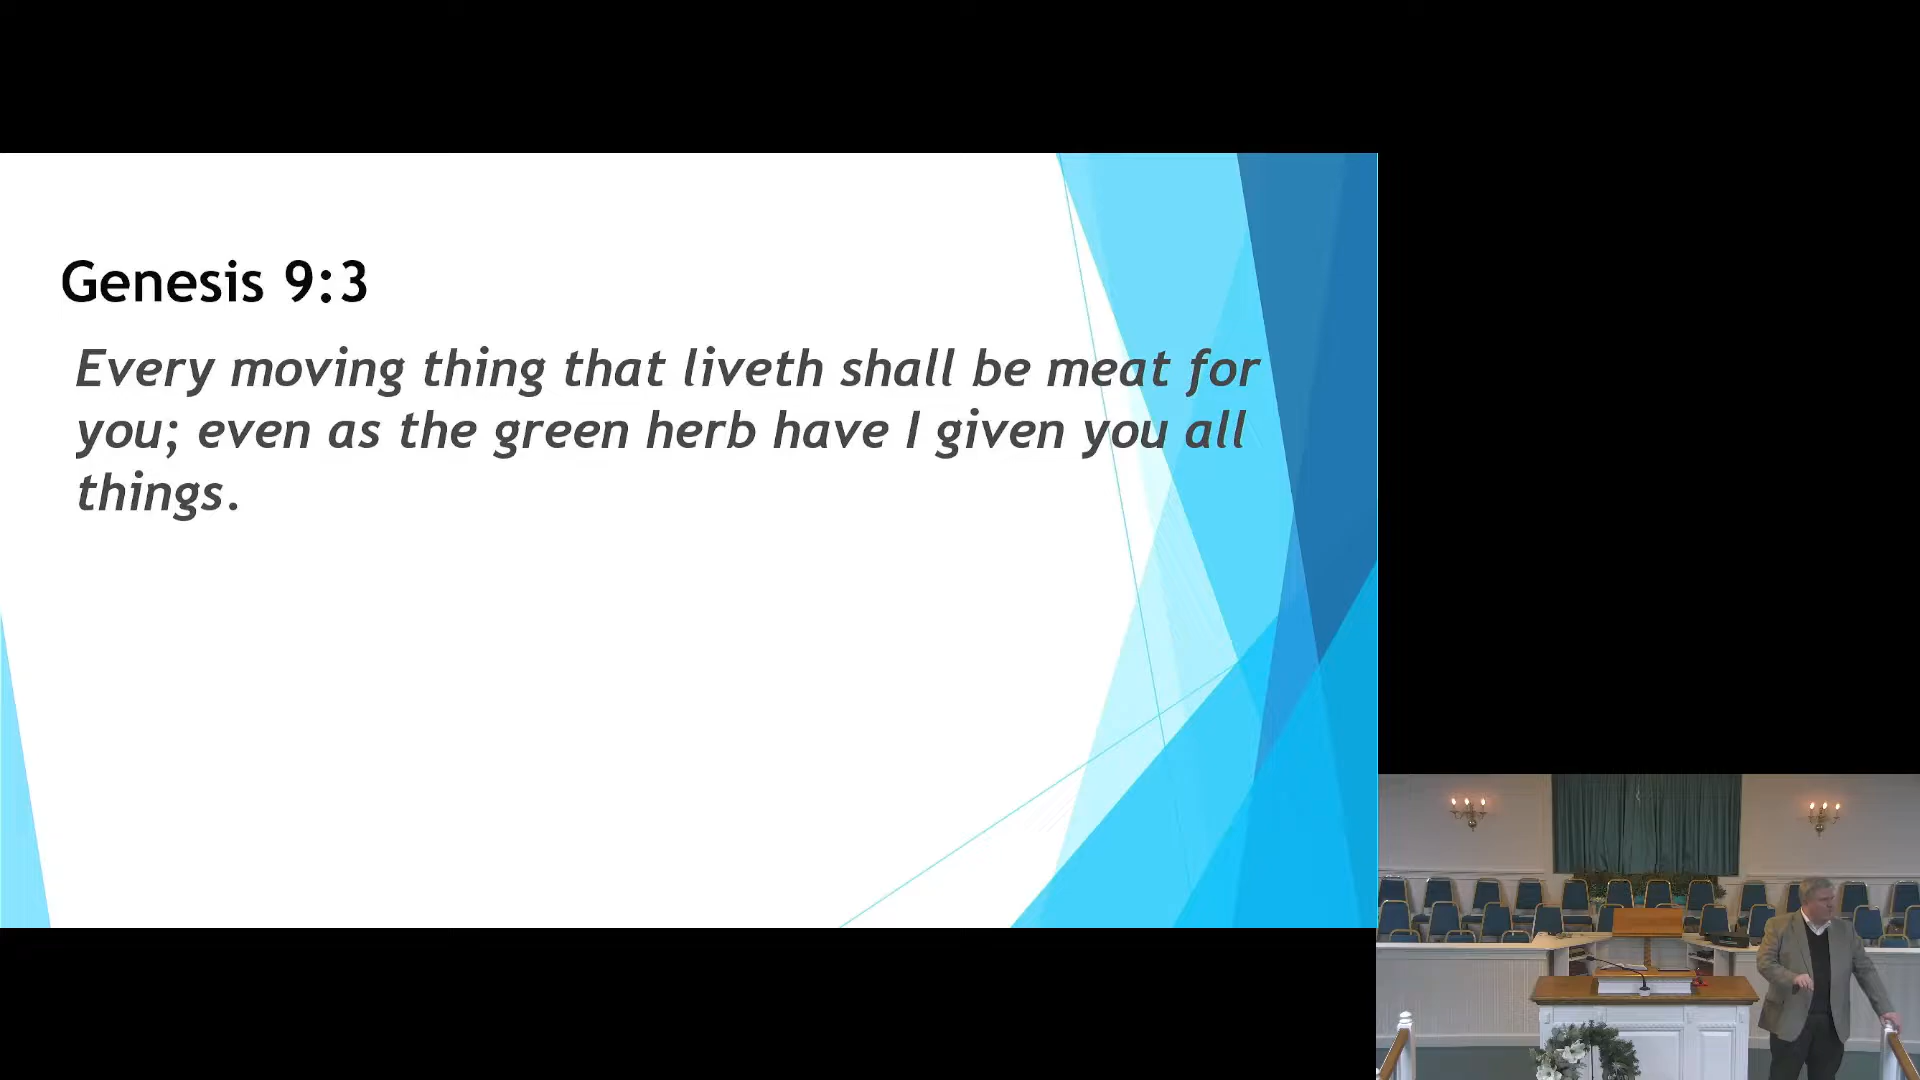 Genesis 9:3
Every moving thing that liveth shall be meat for
you; even as the green herb have I given you all
things.